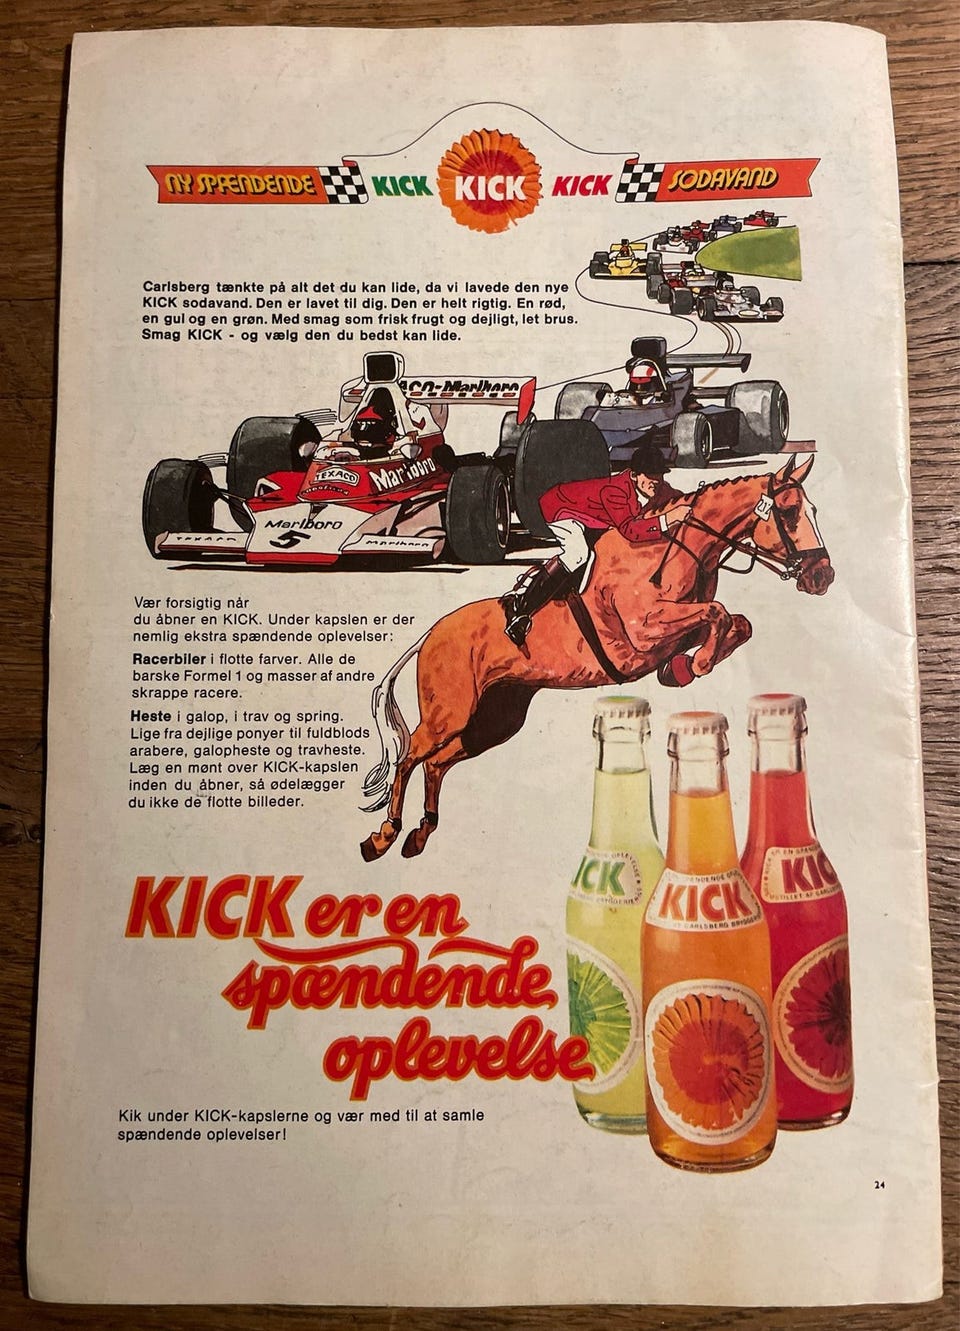 NY SPÆNDENDE KICK KICK KICK SODAVAND
Carlsberg tænkte på alt det du kan lide, da vi lavede den nye
KICK sodavand. Den er lavet til dig. Den er helt rigtig. En rød,
en gul og en grøn. Med smag som frisk frugt og dejligt, let brus.
Smag KICK - og vælg den du bedst kan lide.
ACO-Marlboro
TEXACO
Marlboro
Marlboro
5
TEXACO
Marlboro
Vær forsigtig når
du åbner en KICK. Under kapslen er der
nemlig ekstra spændende oplevelser:
Racerbiler i flotte farver. Alle de
barske Formel 1 og masser af andre
skrappe racere.
Heste i galop, i trav og spring.
Lige fra dejlige ponyer til fuldblods
arabere, galopheste og travheste.
Læg en mønt over KICK-kapslen
inden du åbner, så ødelægger
du ikke de flotte billeder.
KICK er en
spændende
oplevelse
ICK
KICK
KIC
CARLSBERG
Kik under KICK-kapslerne og vær med til at samle
spændende oplevelser!
24